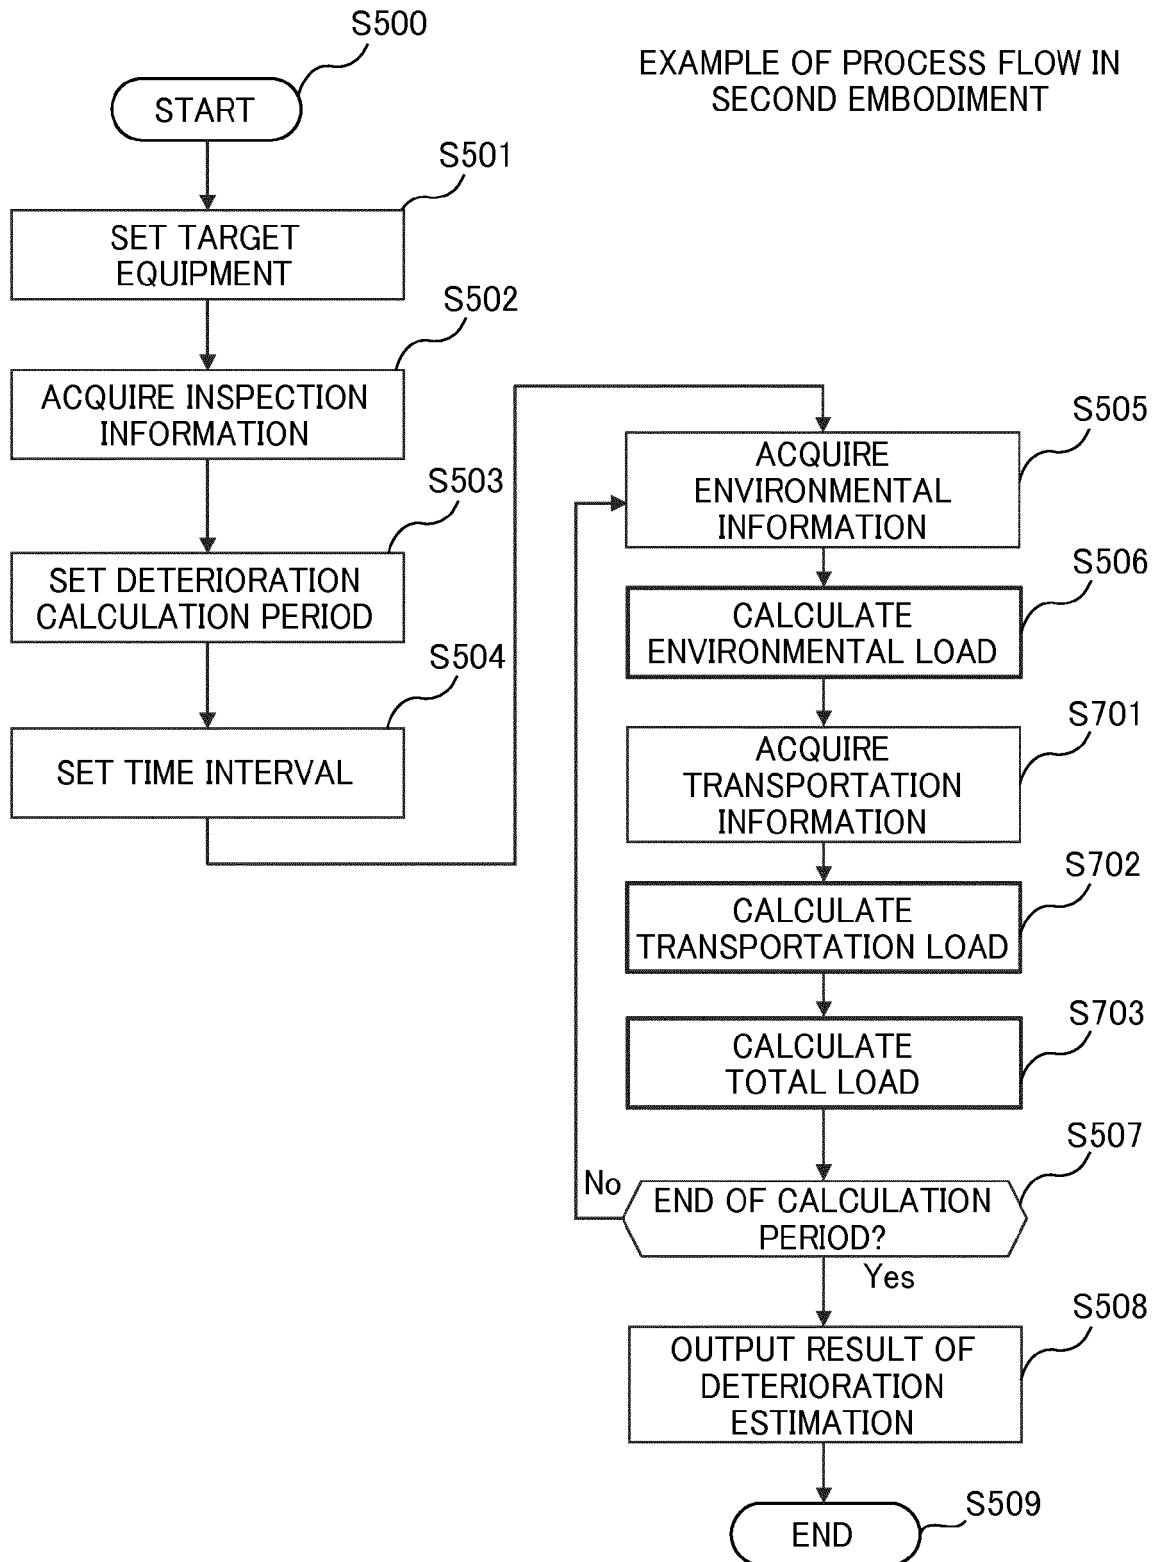 EXAMPLE OF PROCESS FLOW IN
SECOND EMBODIMENT
S500
START
S501
SET TARGET
EQUIPMENT
S502
ACQUIRE INSPECTION
INFORMATION
S503
SET DETERIORATION
CALCULATION PERIOD
S504
SET TIME INTERVAL
S505
ACQUIRE
ENVIRONMENTAL
INFORMATION
S506
CALCULATE
ENVIRONMENTAL LOAD
S701
ACQUIRE
TRANSPORTATION
INFORMATION
S702
CALCULATE
TRANSPORTATION LOAD
S703
CALCULATE
TOTAL LOAD
S507
No
END OF CALCULATION
PERIOD?
Yes
S508
OUTPUT RESULT OF
DETERIORATION
ESTIMATION
S509
END